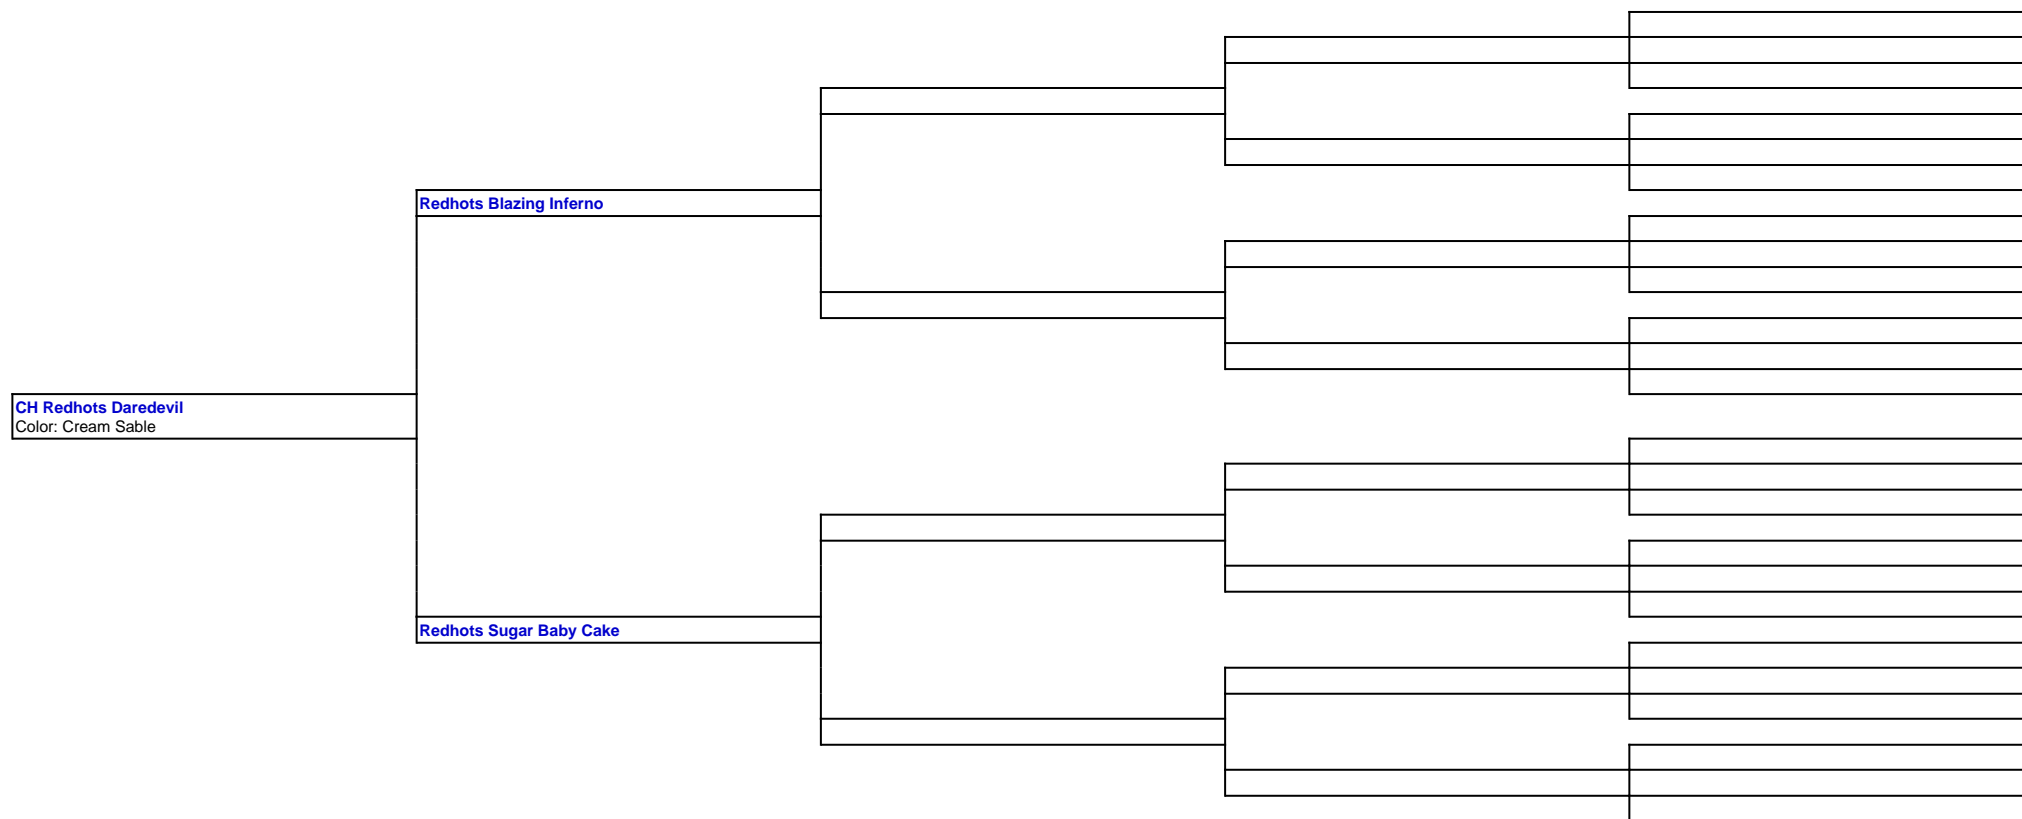 Redhots Blazing Inferno
CH Redhots Daredevil
Color: Cream Sable
Redhots Sugar Baby Cake